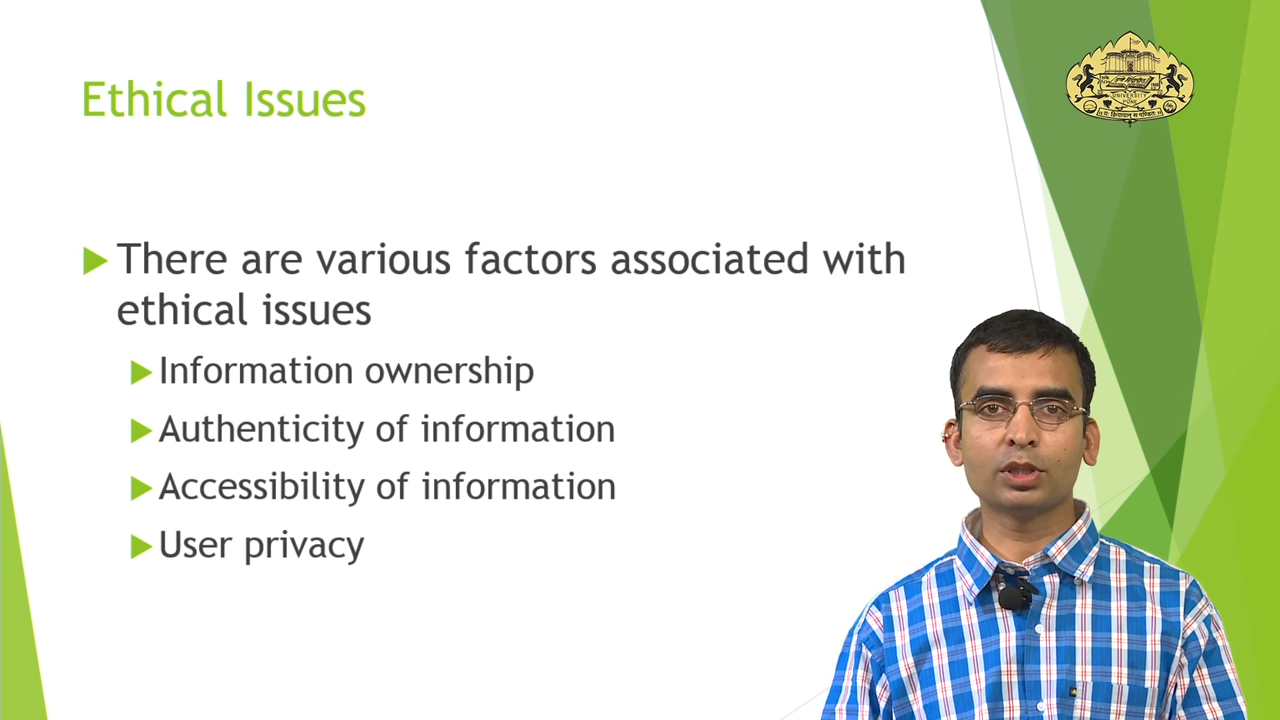 Ethical Issues
There are various factors associated with
ethical issues
Information ownership
Authenticity of information
Accessibility of information
User privacy
UNIVERSITY